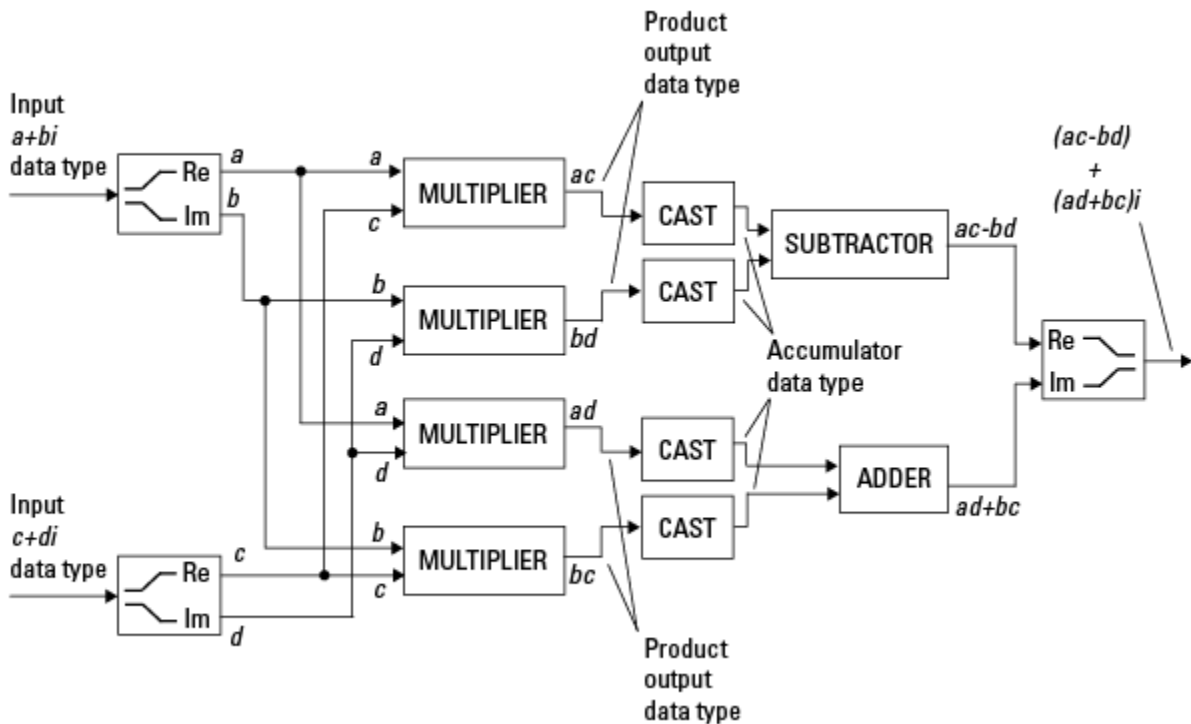 Product
output
data type
Input
a+bi
data type
Re
Im
a
b
a
c
MULTIPLIER
ac
CAST
SUBTRACTOR
ac-bd
(ac-bd)
+
(ad+bc)i
b
d
MULTIPLIER
bd
CAST
Accumulator
data type
Re
Im
a
d
MULTIPLIER
ad
CAST
ADDER
ad+bc
Input
c+di
data type
Re
Im
c
d
b
c
MULTIPLIER
bc
CAST
Product
output
data type